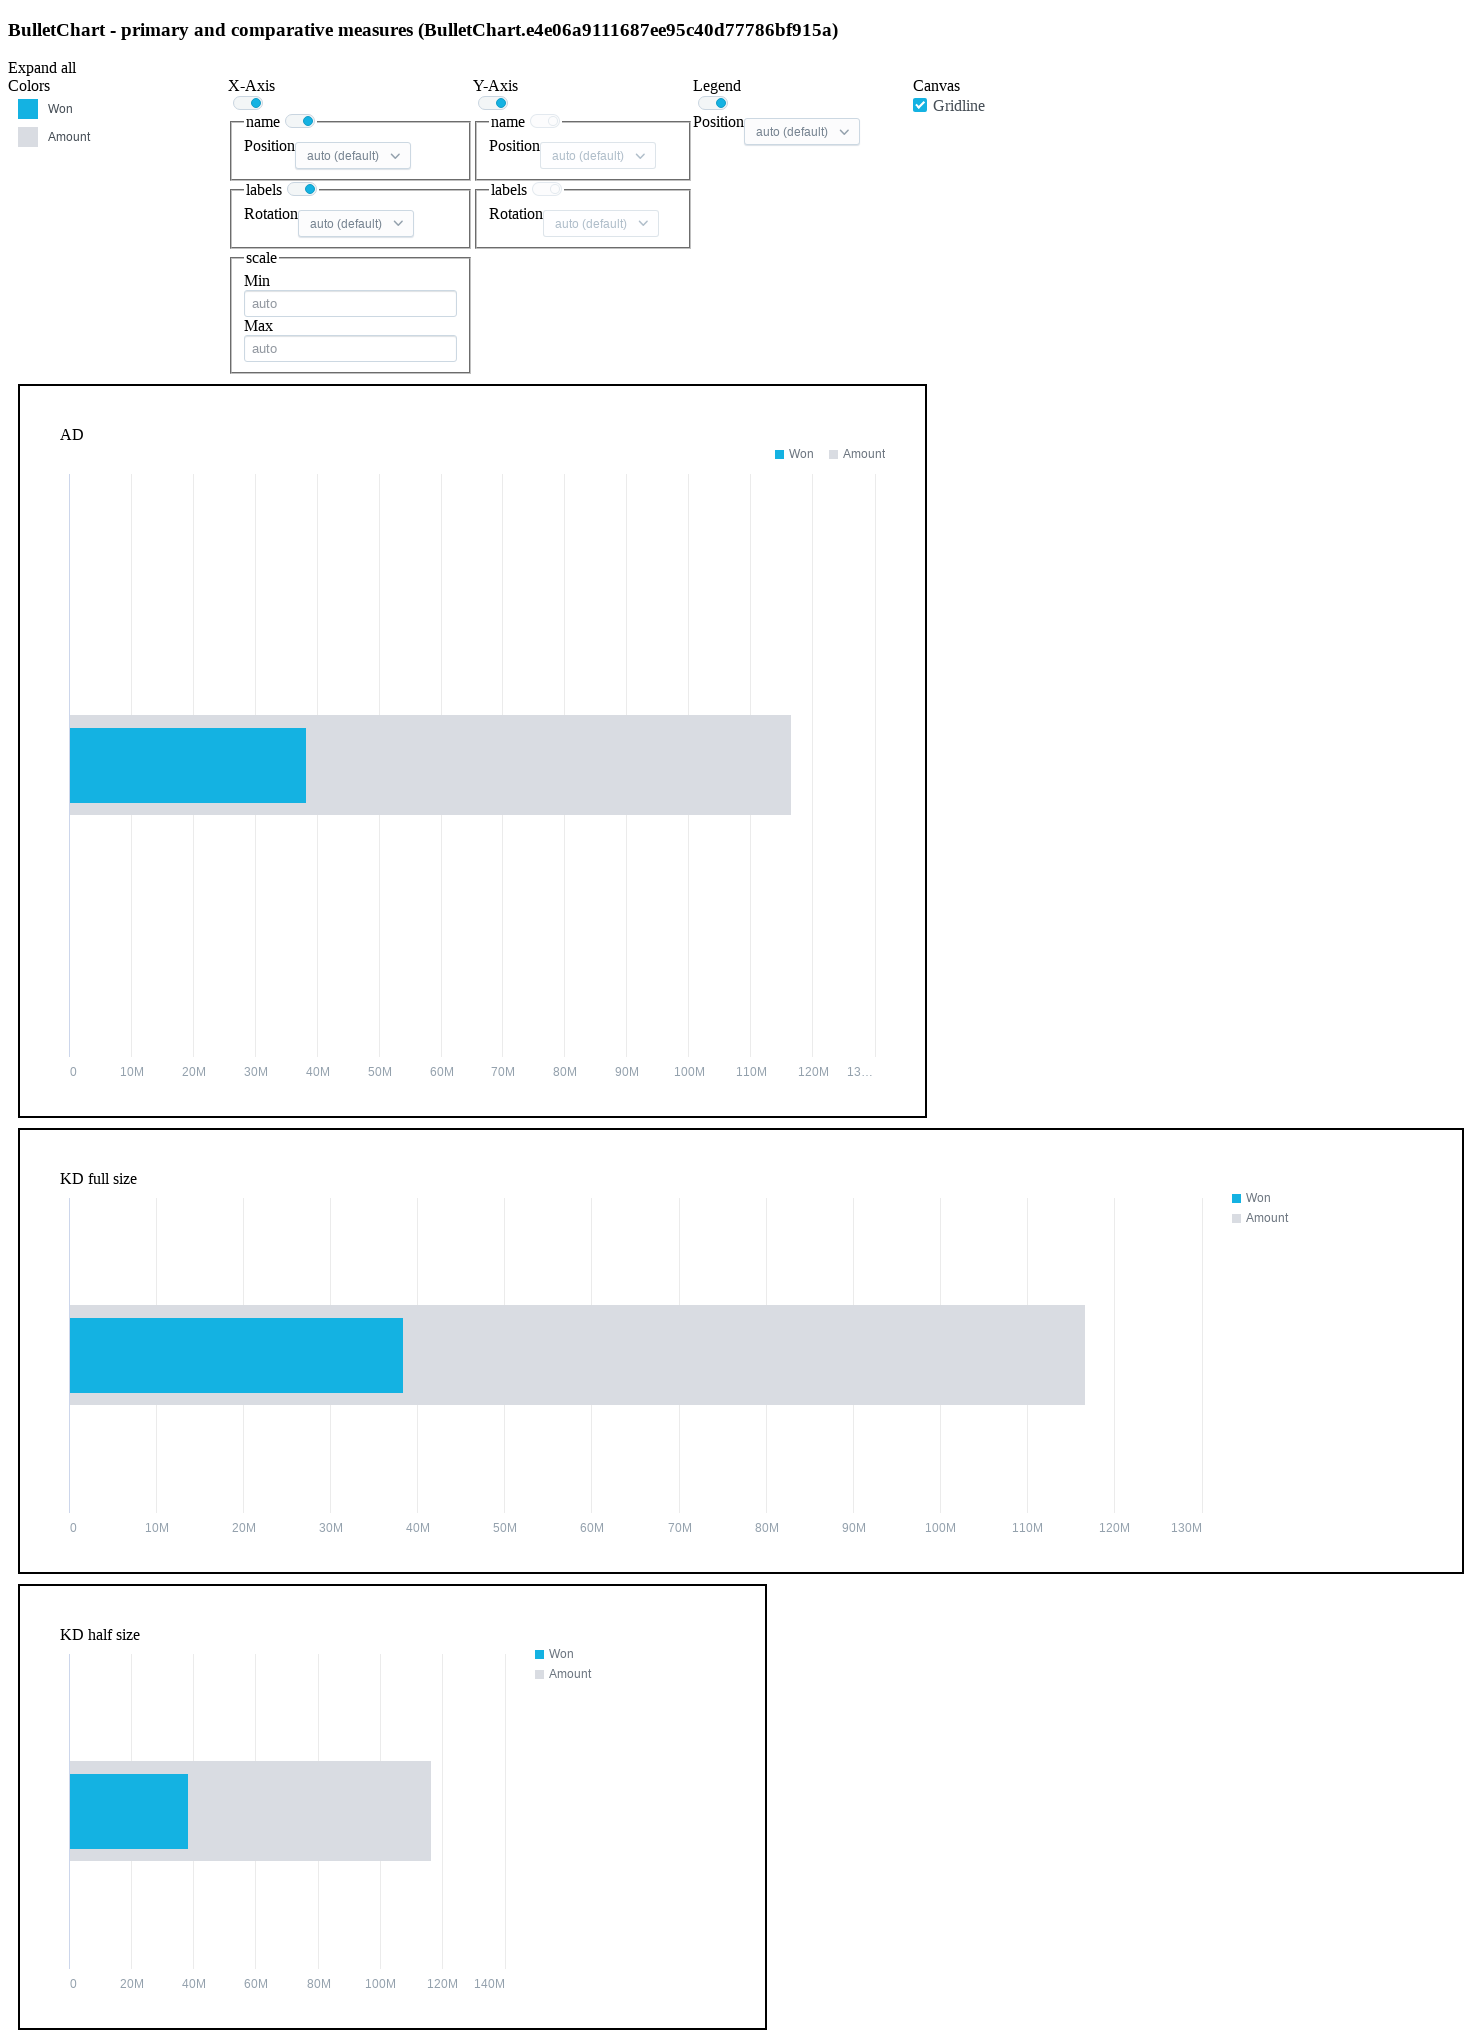 BulletChart - primary and comparative measures (BulletChart.e4e06a9111687ee95c40d77786bf915a)
Expand all
Colors
Won
Amount
X-Axis
name
Position auto (default)
labels
Rotation auto (default)
scale
Min
auto
Max
auto
Y-Axis
name
Position auto (default)
labels
Rotation auto (default)
Legend
Position auto (default)
Canvas
Gridline
AD
Won Amount
0 10M 20M 30M 40M 50M 60M 70M 80M 90M 100M 110M 120M 13…
KD full size
Won
Amount
0 10M 20M 30M 40M 50M 60M 70M 80M 90M 100M 110M 120M 130M
KD half size
Won
Amount
0 20M 40M 60M 80M 100M 120M 140M